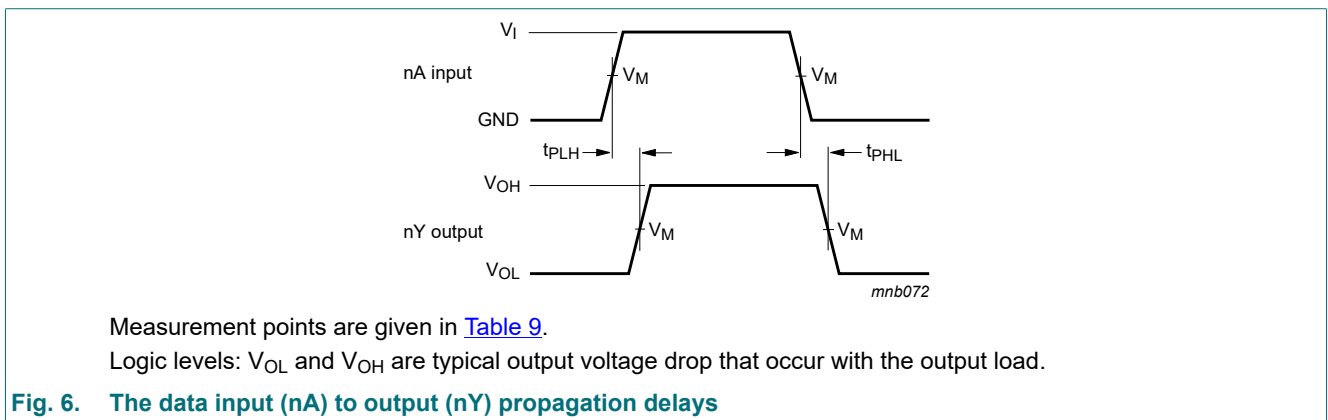 VI
nA input
VM
VM
GND
tPLH
tPHL
VOH
nY output
VM
VM
VOL
mnb072
Measurement points are given in Table 9.
Logic levels: VOL and VOH are typical output voltage drop that occur with the output load.
Fig. 6. The data input (nA) to output (nY) propagation delays